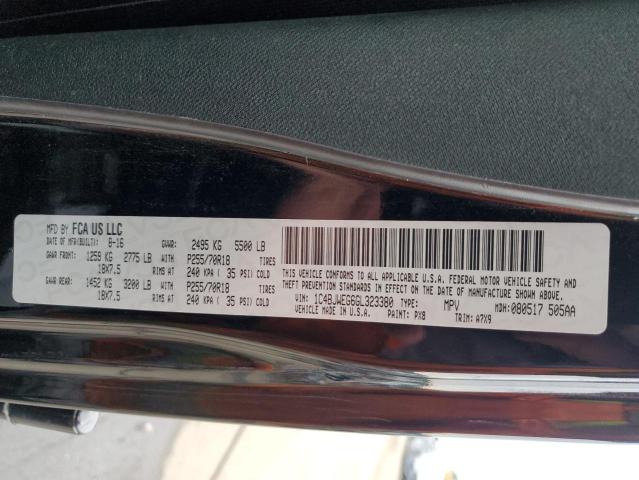 MFD BY FCA US LLC
DATE OF MFR(BUILT): 8-16 GVWR: 2495 KG 5500 LB
GAWR FRONT: 1259 KG 2775 LB P255/70R18 TIRES
18X7.5 RIMS AT 240 KPA ( 35 PSI) COLD
GAWR REAR: 1452 KG 3200 LB P255/70R18 TIRES
18X7.5 RIMS AT 240 KPA ( 35 PSI) COLD
THIS VEHICLE CONFORMS TO ALL APPLICABLE U.S.A. FEDERAL MOTOR VEHICLE SAFETY AND
THEFT PREVENTION STANDARDS IN EFFECT ON THE DATE OF MANUFACTURE SHOWN ABOVE.
VIN: 1C4BJWEG6GL323380 TYPE: MPV MDH: 080517 505AA
VEHICLE MADE IN U.S.A. PAINT: PX8 TRIM: A7X9